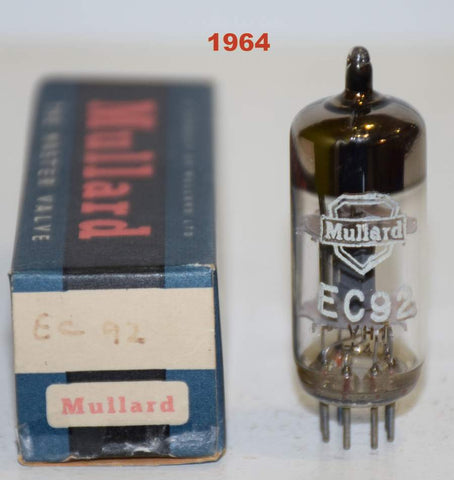 1964
Mullard
THE MASTER VALVE
EC 92
Mullard
Mullard
EC92